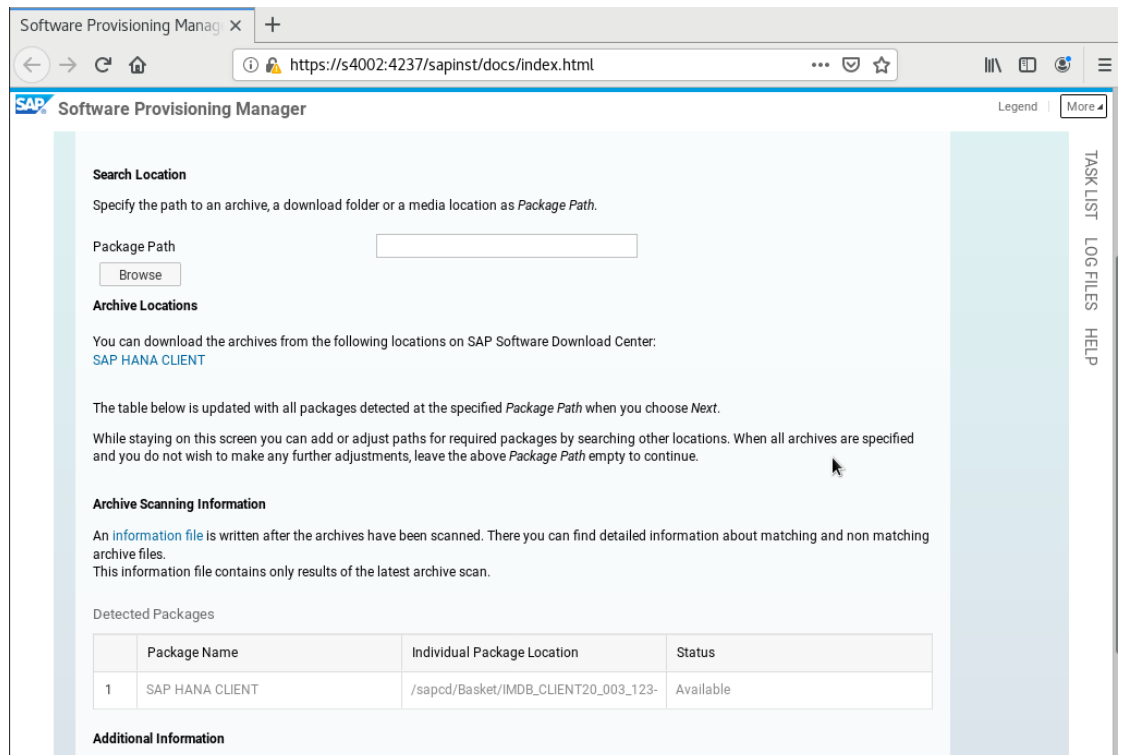 Software Provisioning Manag
https://s4002:4237/sapinst/docs/index.html
SAP Software Provisioning Manager
Legend
More
TASK LIST
LOG FILES
HELP
Search Location
Specify the path to an archive, a download folder or a media location as Package Path.
Package Path
Browse
Archive Locations
You can download the archives from the following locations on SAP Software Download Center:
SAP HANA CLIENT
The table below is updated with all packages detected at the specified Package Path when you choose Next.
While staying on this screen you can add or adjust paths for required packages by searching other locations. When all archives are specified
and you do not wish to make any further adjustments, leave the above Package Path empty to continue.
Archive Scanning Information
An information file is written after the archives have been scanned. There you can find detailed information about matching and non matching
archive files.
This information file contains only results of the latest archive scan.
Detected Packages
Package Name Individual Package Location Status
1 SAP HANA CLIENT /sapcd/Basket/IMDB_CLIENT20_003_123- Available
Additional Information